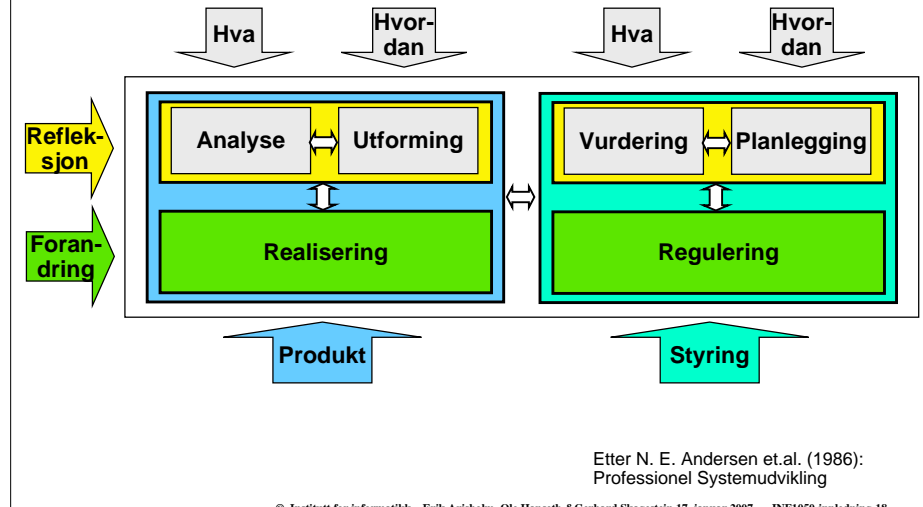 Hva
Hvor-
dan
Hva
Hvor-
dan
Reflek-
sjon
Analyse
Utforming
Vurdering
Planlegging
Foran-
dring
Realisering
Regulering
Produkt
Styring
Etter N. E. Andersen et.al. (1986):
Professionel Systemudvikling